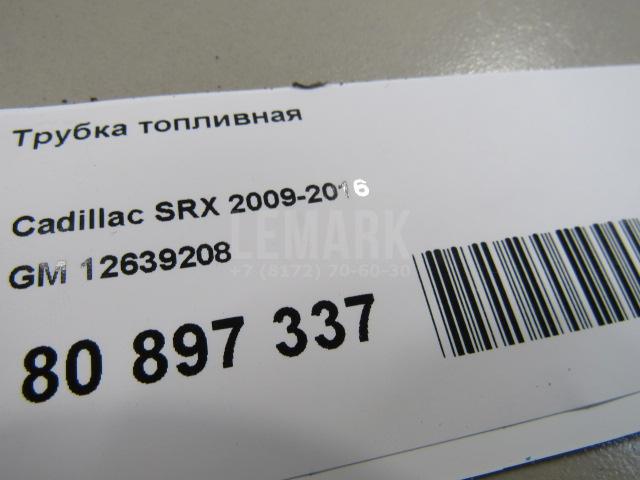 Трубка топливная
Cadillac SRX 2009-2016
GM 12639208
80 897 337
LEMARK
+7 (8172) 70-60-30